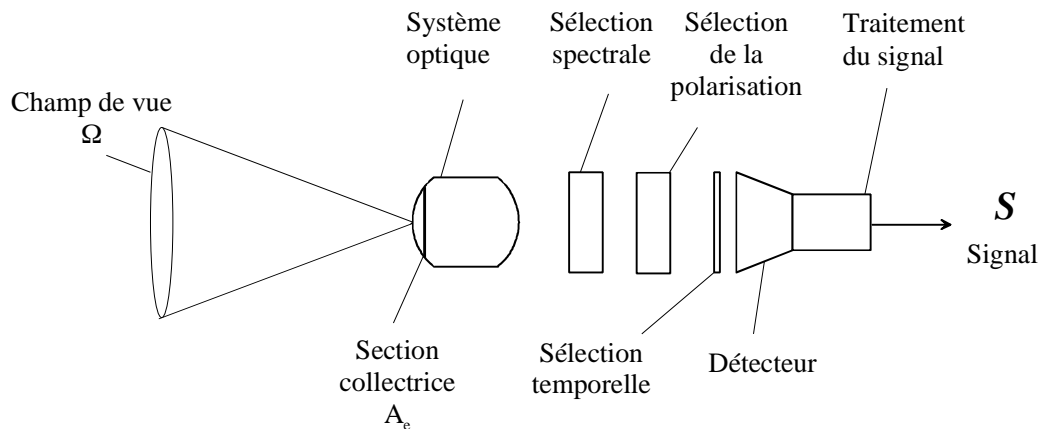 Système
optique
Sélection
spectrale
Sélection
de la
polarisation
Traitement
du signal
Champ de vue
Ω
S
Signal
Section
collectrice
Aₑ
Sélection
temporelle
Détecteur